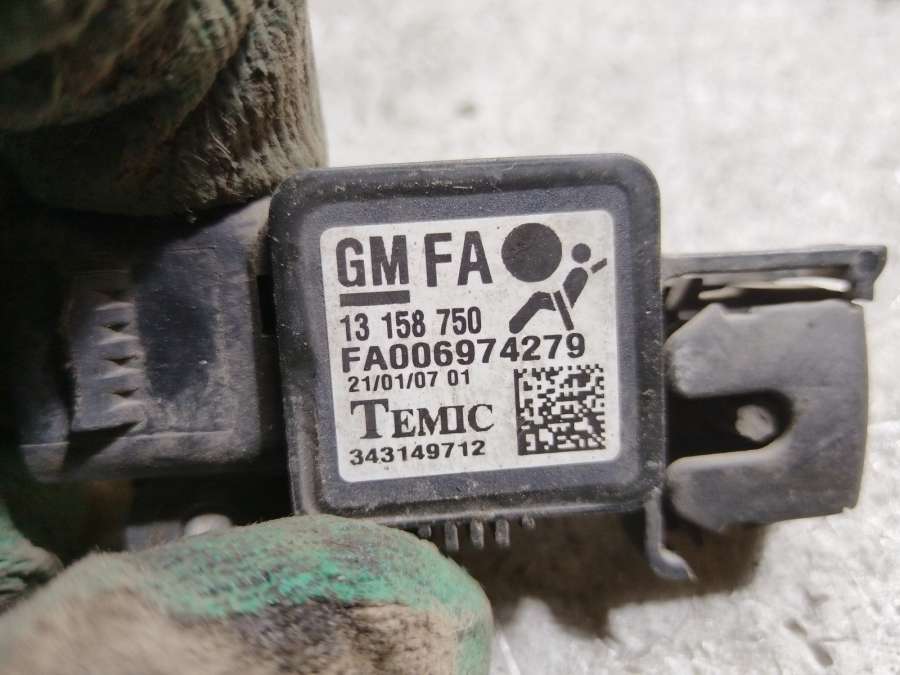 GM FA
13 158 750
FA006974279
21/01/07 01
TEMIC
343149712